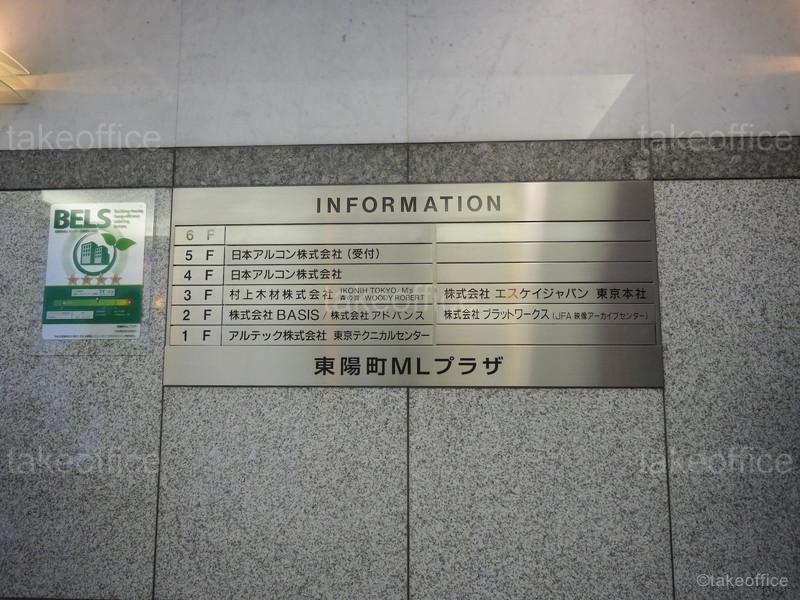 takeoffice takeoffice
BELS
INFORMATION
6 F
5 F 日本アルコン株式会社 (受付)
4 F 日本アルコン株式会社
3 F 村上木材株式会社 IKONIH TOKYO/M's 森の音 WOODY ROBERT 株式会社 エスケイジャパン 東京本社
2 F 株式会社 BASIS / 株式会社 アドバンス 株式会社 プラットワークス (JFA 映像アーカイブセンター)
1 F アルテック株式会社 東京テクニカルセンター
東陽町MLプラザ
takeoffice
takeoffice takeoffice
©takeoffice